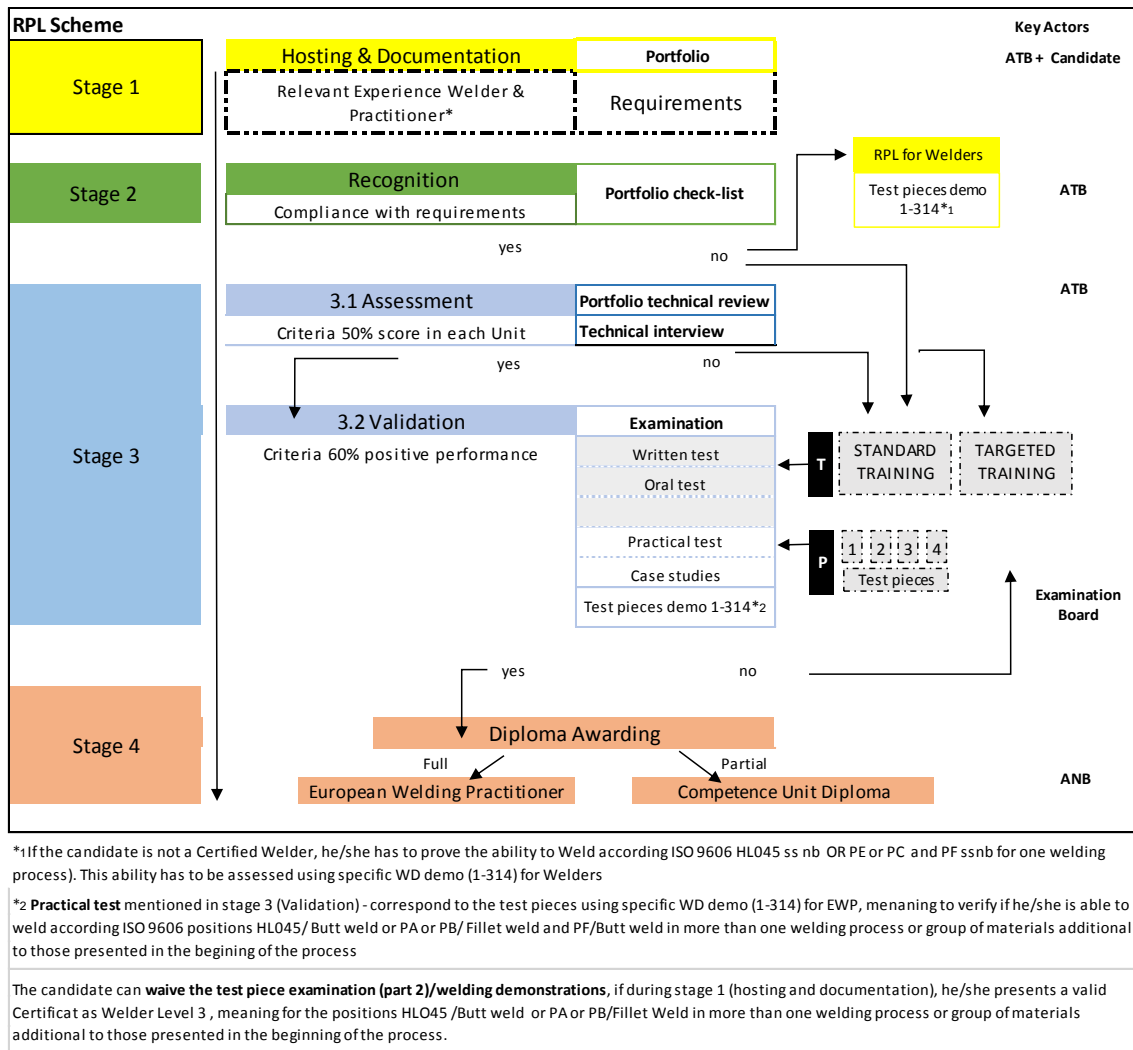 RPL Scheme
Key Actors
Stage 1
Hosting & Documentation
Portfolio
ATB + Candidate
Relevant Experience Welder &
Practitioner*
Requirements
RPL for Welders
Test pieces demo
1-314*1
Stage 2
Recognition
Portfolio check-list
ATB
Compliance with requirements
yes
no
Stage 3
3.1 Assessment
Portfolio technical review
ATB
Criteria 50% score in each Unit
Technical interview
yes
no
3.2 Validation
Examination
Criteria 60% positive performance
Written test
Oral test
T
STANDARD
TRAINING
TARGETED
TRAINING
Practical test
Case studies
Test pieces demo 1-314*2
P
1 2 3 4
Test pieces
Examination
Board
yes
no
Stage 4
Diploma Awarding
Full
Partial
European Welding Practitioner
Competence Unit Diploma
ANB
*1If the candidate is not a Certified Welder, he/she has to prove the ability to Weld according ISO 9606 HL045 ss nb OR PE or PC and PF ssnb for one welding
process). This ability has to be assessed using specific WD demo (1-314) for Welders
*2 Practical test mentioned in stage 3 (Validation) - correspond to the test pieces using specific WD demo (1-314) for EWP, menaning to verify if he/she is able to
weld according ISO 9606 positions HL045/ Butt weld or PA or PB/ Fillet weld and PF/Butt weld in more than one welding process or group of materials additional
to those presented in the begining of the process
The candidate can waive the test piece examination (part 2)/welding demonstrations, if during stage 1 (hosting and documentation), he/she presents a valid
Certificat as Welder Level 3 , meaning for the positions HLO45 /Butt weld or PA or PB/Fillet Weld in more than one welding process or group of materials
additional to those presented in the beginning of the process.